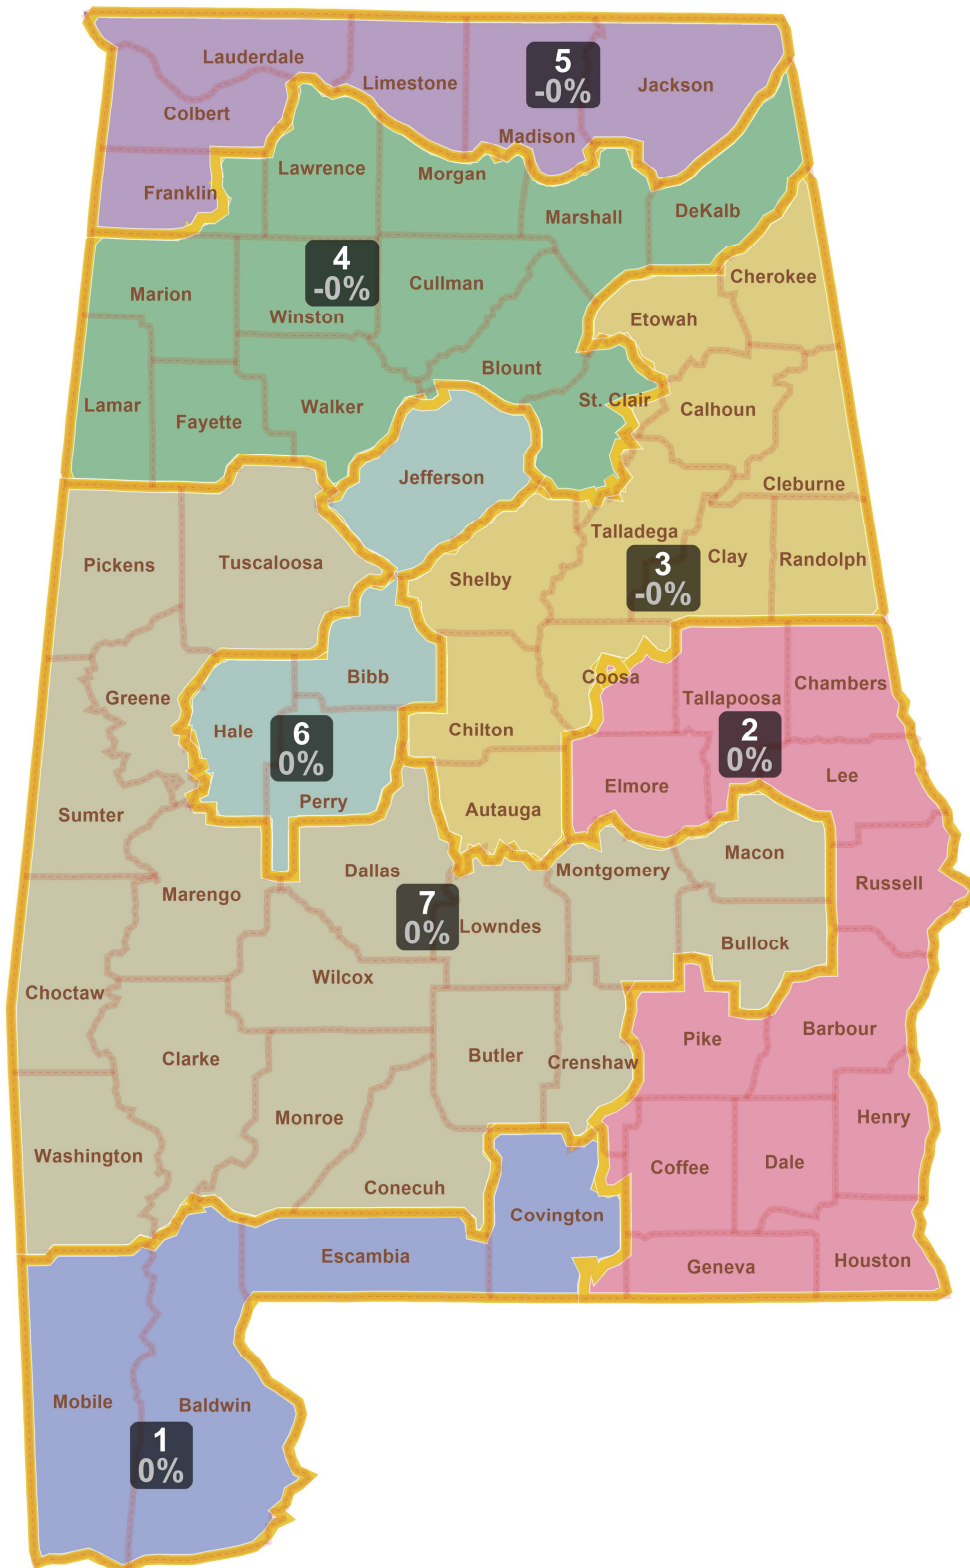 Lauderdale
Limestone
5
-0%
Jackson
Colbert
Madison
Franklin
Lawrence
Morgan
Marshall
DeKalb
4
-0%
Cullman
Cherokee
Marion
Winston
Etowah
Blount
St. Clair
Lamar
Fayette
Walker
Calhoun
Jefferson
Cleburne
Talladega
Pickens
Tuscaloosa
Shelby
3
-0%
Clay
Randolph
Greene
Bibb
Coosa
Tallapoosa
Chambers
Hale
6
0%
Chilton
2
0%
Sumter
Perry
Autauga
Elmore
Lee
Marengo
Dallas
Montgomery
Macon
Russell
7
0%
Lowndes
Bullock
Choctaw
Wilcox
Clarke
Butler
Crenshaw
Pike
Barbour
Monroe
Henry
Washington
Conecuh
Coffee
Dale
Covington
Escambia
Geneva
Houston
Mobile
Baldwin
1
0%